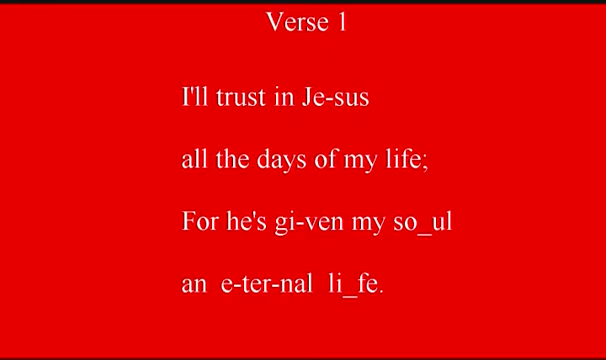 Verse 1
I'll trust in Je-sus
all the days of my life;
For he's gi-ven my so_ul
an e-ter-nal li_fe.